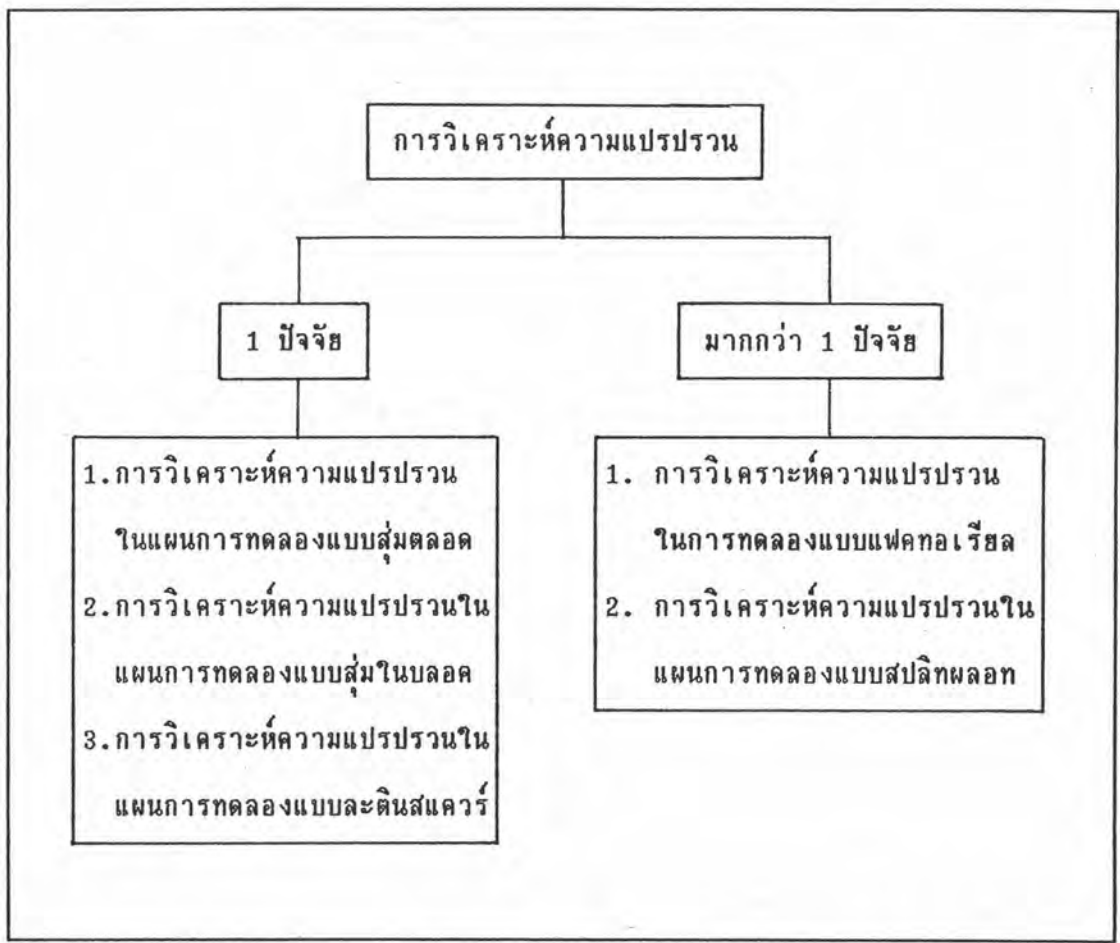 การวิเคราะห์ความแปรปรวน
1 ปัจจัย
มากกว่า 1 ปัจจัย
1.การวิเคราะห์ความแปรปรวน
ในแผนการทดลองแบบสุ่มตลอด
2.การวิเคราะห์ความแปรปรวนใน
แผนการทดลองแบบสุ่มในบลอค
3.การวิเคราะห์ความแปรปรวนใน
แผนการทดลองแบบละตินสแควร์
1. การวิเคราะห์ความแปรปรวน
ในการทดลองแบบแฟคทอเรียล
2. การวิเคราะห์ความแปรปรวนใน
แผนการทดลองแบบสปลิทผลอท